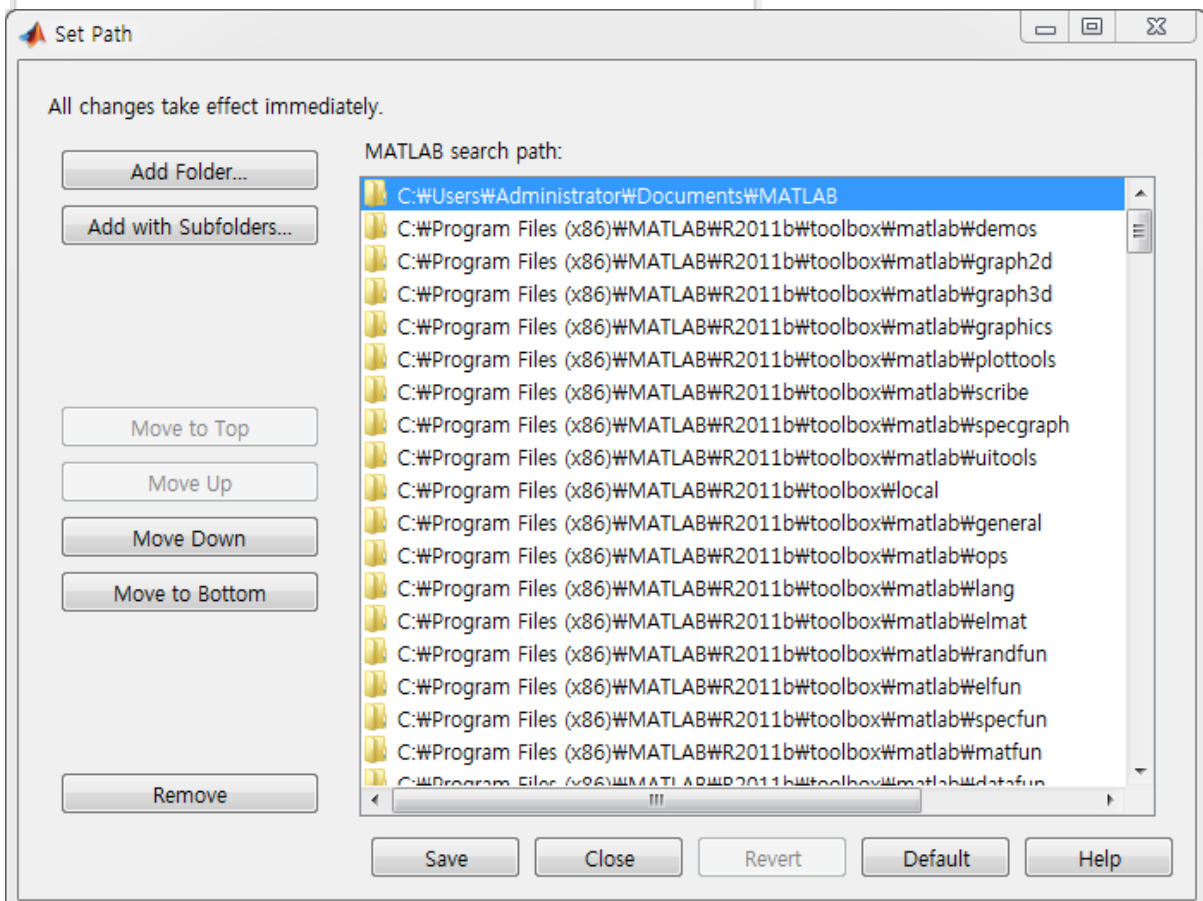 Set Path
All changes take effect immediately.
Add Folder...
Add with Subfolders...
Move to Top
Move Up
Move Down
Move to Bottom
Remove
MATLAB search path:
C:₩Users₩Administrator₩Documents₩MATLAB
C:₩Program Files (x86)₩MATLAB₩R2011b₩toolbox₩matlab₩demos
C:₩Program Files (x86)₩MATLAB₩R2011b₩toolbox₩matlab₩graph2d
C:₩Program Files (x86)₩MATLAB₩R2011b₩toolbox₩matlab₩graph3d
C:₩Program Files (x86)₩MATLAB₩R2011b₩toolbox₩matlab₩graphics
C:₩Program Files (x86)₩MATLAB₩R2011b₩toolbox₩matlab₩plottools
C:₩Program Files (x86)₩MATLAB₩R2011b₩toolbox₩matlab₩scribe
C:₩Program Files (x86)₩MATLAB₩R2011b₩toolbox₩matlab₩specgraph
C:₩Program Files (x86)₩MATLAB₩R2011b₩toolbox₩matlab₩uitools
C:₩Program Files (x86)₩MATLAB₩R2011b₩toolbox₩local
C:₩Program Files (x86)₩MATLAB₩R2011b₩toolbox₩matlab₩general
C:₩Program Files (x86)₩MATLAB₩R2011b₩toolbox₩matlab₩ops
C:₩Program Files (x86)₩MATLAB₩R2011b₩toolbox₩matlab₩lang
C:₩Program Files (x86)₩MATLAB₩R2011b₩toolbox₩matlab₩elmat
C:₩Program Files (x86)₩MATLAB₩R2011b₩toolbox₩matlab₩randfun
C:₩Program Files (x86)₩MATLAB₩R2011b₩toolbox₩matlab₩elfun
C:₩Program Files (x86)₩MATLAB₩R2011b₩toolbox₩matlab₩specfun
C:₩Program Files (x86)₩MATLAB₩R2011b₩toolbox₩matlab₩matfun
C:₩Program Files (x86)₩MATLAB₩R2011b₩toolbox₩matlab₩datafun
Save
Close
Revert
Default
Help